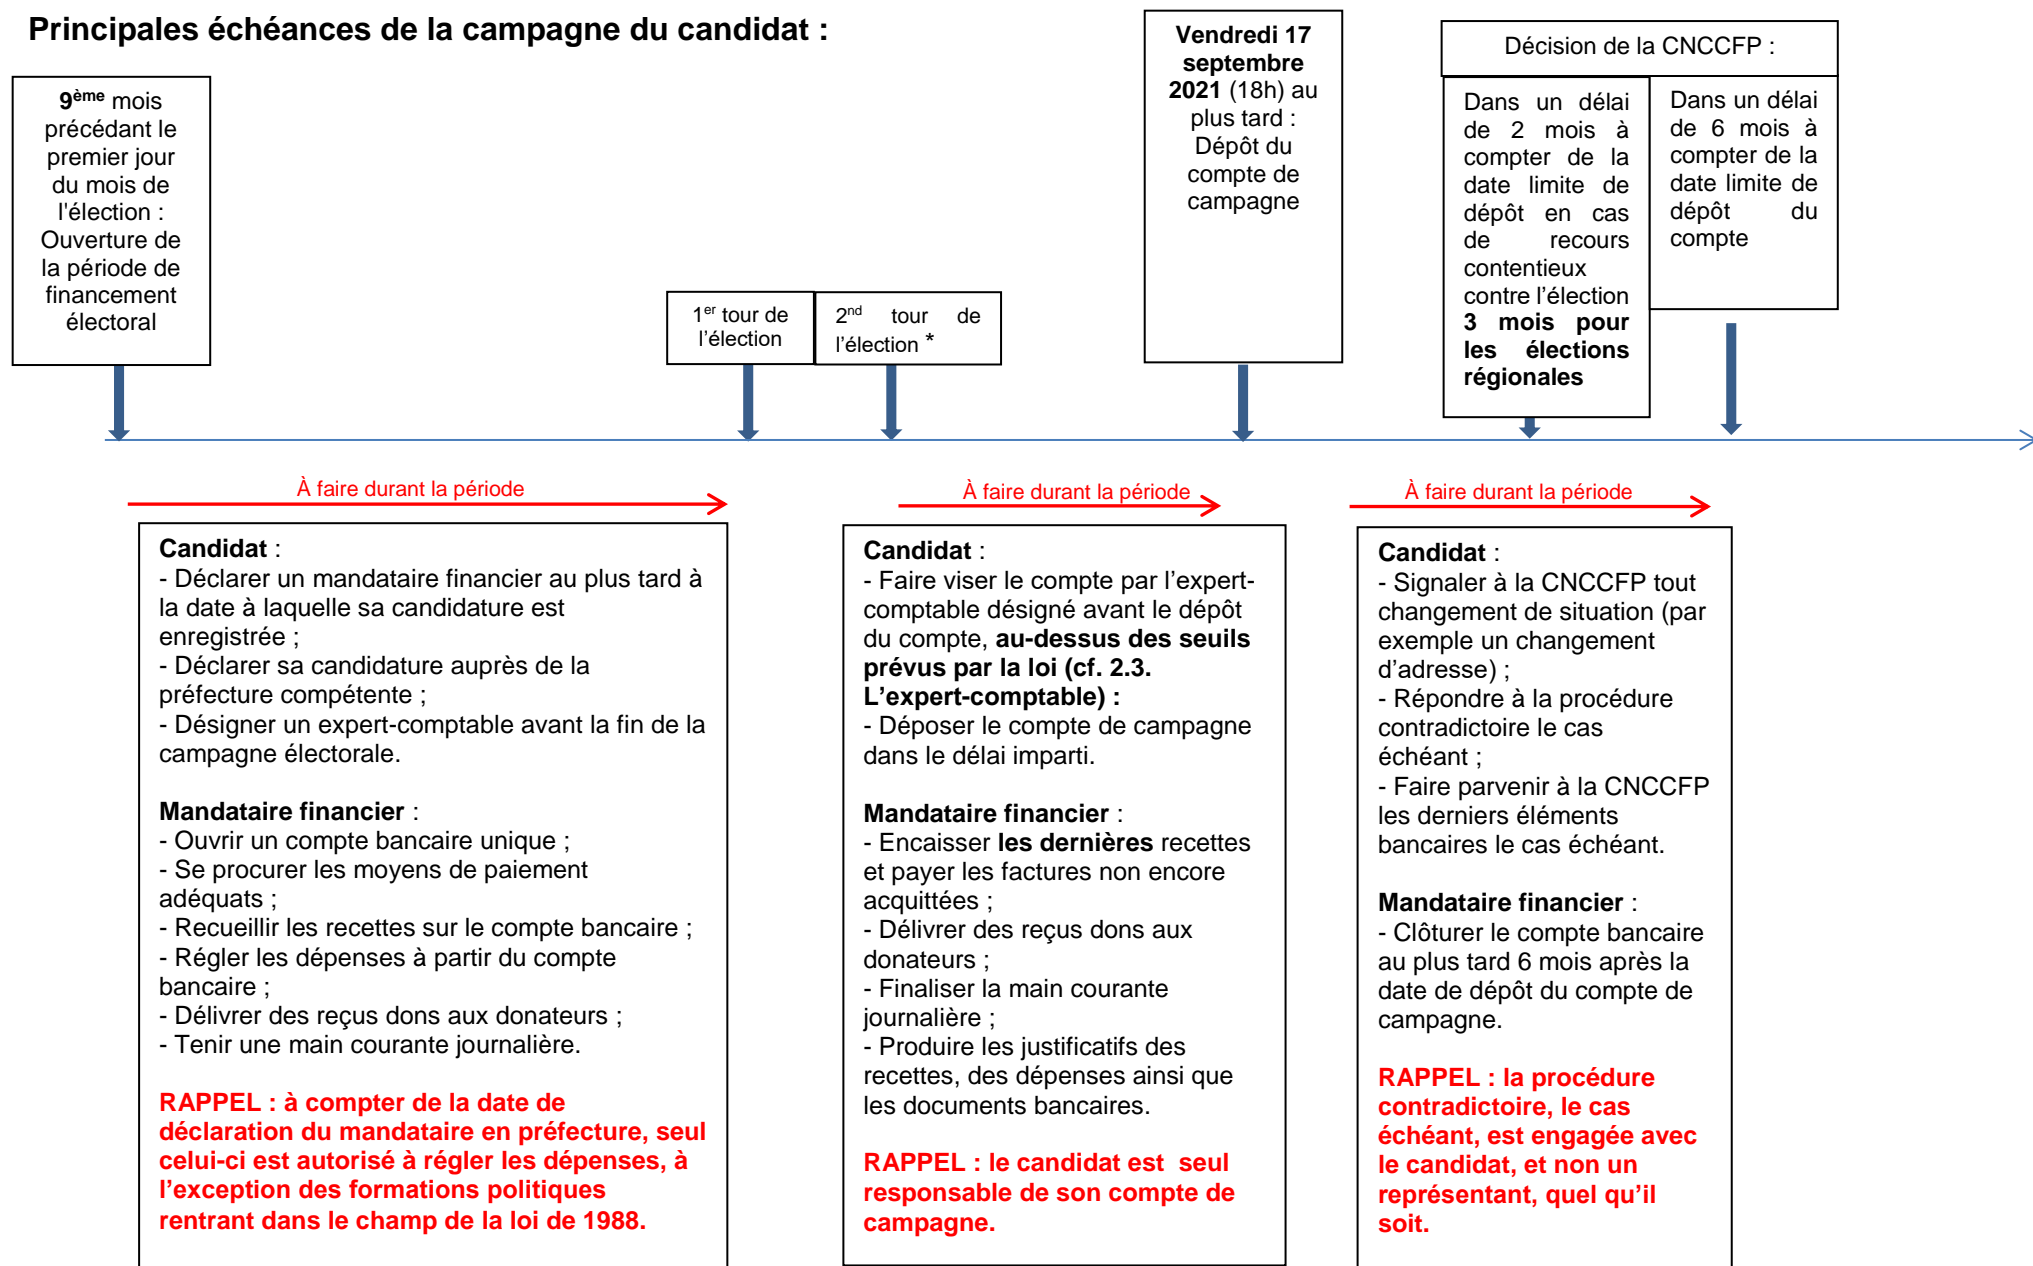 Principales échéances de la campagne du candidat :
9ème mois
précédant le
premier jour
du mois de
l'élection :
Ouverture de
la période de
financement
électoral
1er tour de
l’élection
2nd tour de
l’élection *
Vendredi 17
septembre
2021 (18h) au
plus tard :
Dépôt du
compte de
campagne
Décision de la CNCCFP :
Dans un délai
de 2 mois à
compter de la
date limite de
dépôt en cas
de recours
contentieux
contre l’élection
3 mois pour
les élections
régionales
Dans un délai
de 6 mois à
compter de la
date limite de
dépôt du
compte
À faire durant la période
Candidat :
- Déclarer un mandataire financier au plus tard à
la date à laquelle sa candidature est
enregistrée ;
- Déclarer sa candidature auprès de la
préfecture compétente ;
- Désigner un expert-comptable avant la fin de la
campagne électorale.
Mandataire financier :
- Ouvrir un compte bancaire unique ;
- Se procurer les moyens de paiement
adéquats ;
- Recueillir les recettes sur le compte bancaire ;
- Régler les dépenses à partir du compte
bancaire ;
- Délivrer des reçus dons aux donateurs ;
- Tenir une main courante journalière.
RAPPEL : à compter de la date de
déclaration du mandataire en préfecture, seul
celui-ci est autorisé à régler les dépenses, à
l’exception des formations politiques
rentrant dans le champ de la loi de 1988.
À faire durant la période
Candidat :
- Faire viser le compte par l’expert-
comptable désigné avant le dépôt
du compte, au-dessus des seuils
prévus par la loi (cf. 2.3.
L’expert-comptable) :
- Déposer le compte de campagne
dans le délai imparti.
Mandataire financier :
- Encaisser les dernières recettes
et payer les factures non encore
acquittées ;
- Délivrer des reçus dons aux
donateurs ;
- Finaliser la main courante
journalière ;
- Produire les justificatifs des
recettes, des dépenses ainsi que
les documents bancaires.
RAPPEL : le candidat est seul
responsable de son compte de
campagne.
À faire durant la période
Candidat :
- Signaler à la CNCCFP tout
changement de situation (par
exemple un changement
d’adresse) ;
- Répondre à la procédure
contradictoire le cas
échéant ;
- Faire parvenir à la CNCCFP
les derniers éléments
bancaires le cas échéant.
Mandataire financier :
- Clôturer le compte bancaire
au plus tard 6 mois après la
date de dépôt du compte de
campagne.
RAPPEL : la procédure
contradictoire, le cas
échéant, est engagée avec
le candidat, et non un
représentant, quel qu’il
soit.